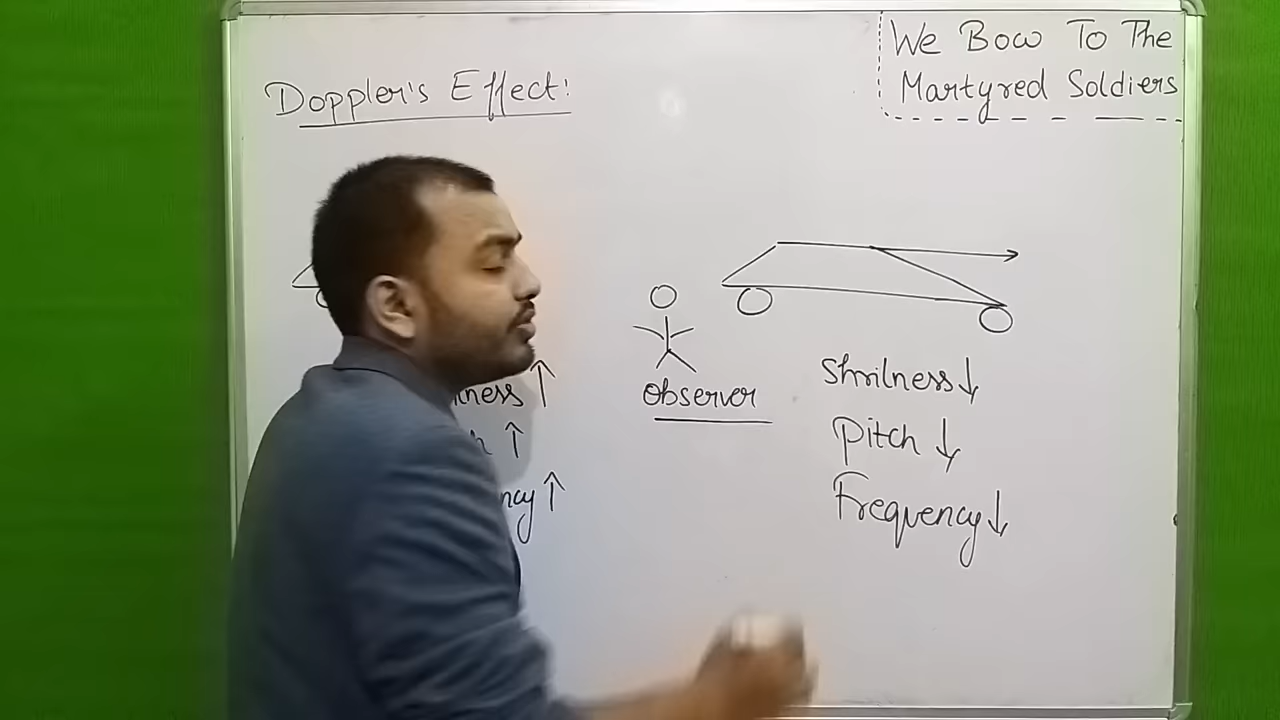 We Bow To The
Martyred Soldiers
Doppler's Effect:
Observer
Shrilness ↓
Pitch ↓
Frequency ↓